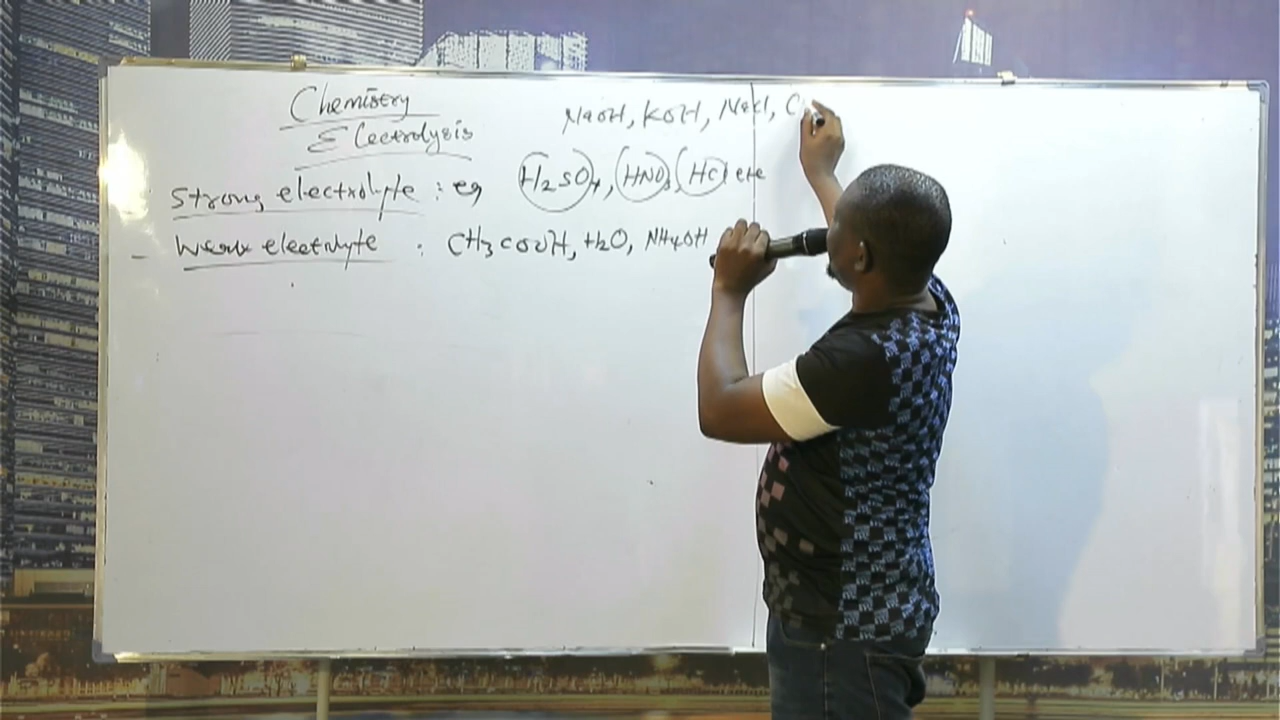 Chemistry
Electrolysis
NaOH, KOH, NaCl, C
Strong electrolyte : eg H2SO4, HNO3, HCl etc
- Weak electrolyte : CH3COOH, H2O, NH4OH